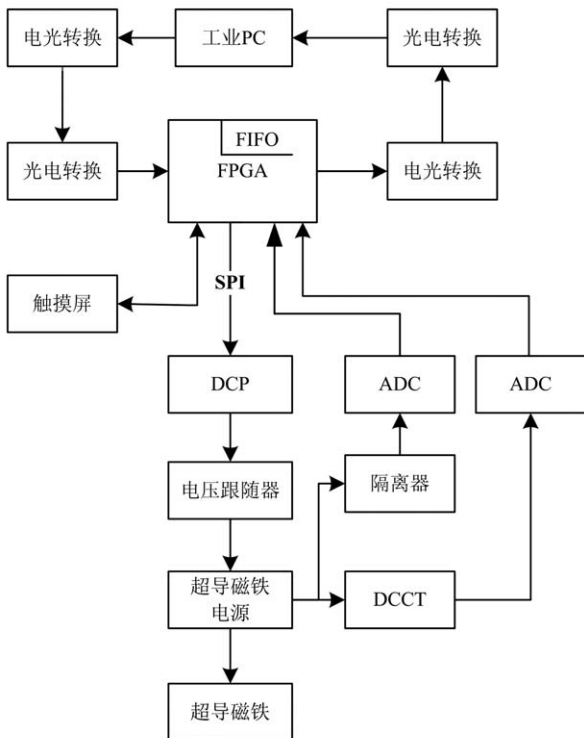 电光转换
工业PC
光电转换
光电转换
FIFO
FPGA
电光转换
触摸屏
SPI
DCP
ADC
ADC
电压跟随器
隔离器
超导磁铁
电源
DCCT
超导磁铁